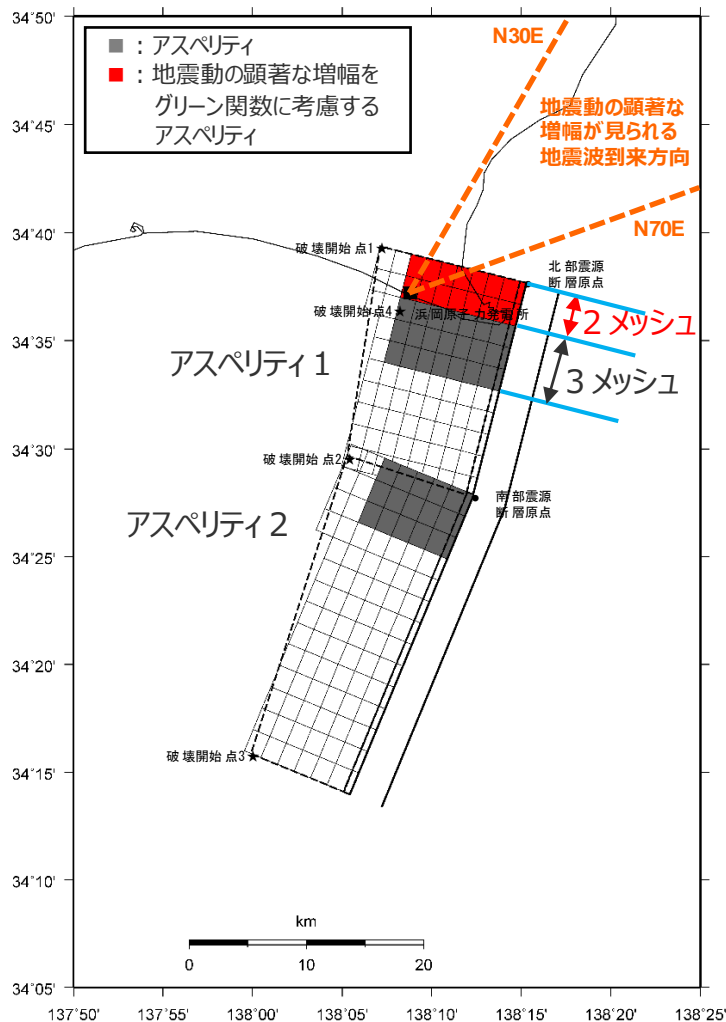 34°50'
34°45'
34°40'
34°35'
34°30'
34°25'
34°20'
34°15'
34°10'
34°05'
■ : アスペリティ
■ : 地震動の顕著な増幅を
グリーン関数に考慮する
アスペリティ
N30E
地震動の顕著な
増幅が見られる
地震波到来方向
N70E
破壊開始点1
北部震源
断層原点
破壊開始点4
浜岡原子力発電所
2メッシュ
3メッシュ
アスペリティ1
破壊開始点2
南部震源
断層原点
アスペリティ2
破壊開始点3
km
0 10 20
137°50' 137°55' 138°00' 138°05' 138°10' 138°15' 138°20' 138°25'